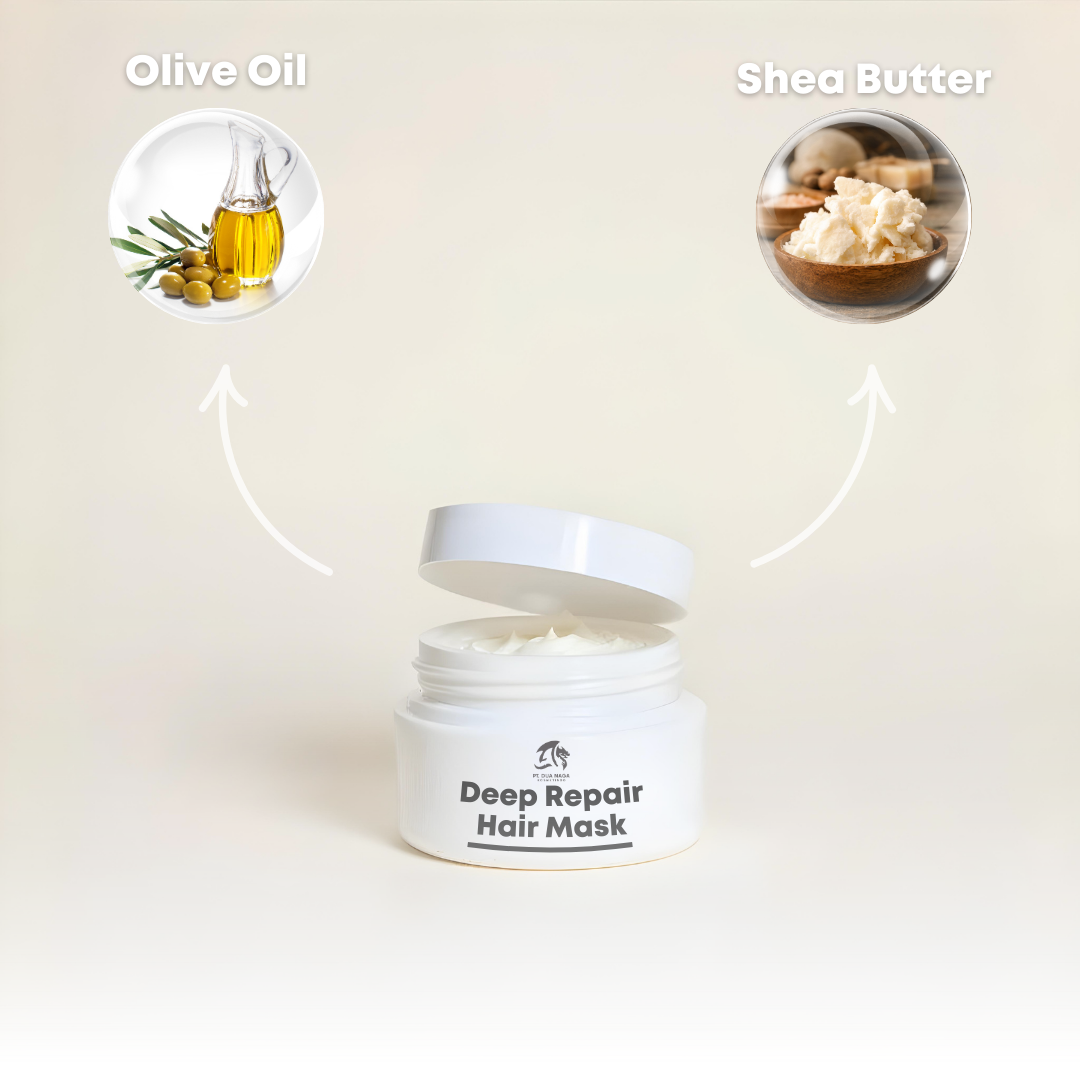 Olive Oil
Shea Butter
PT. DUA NAGA
Deep Repair
Hair Mask